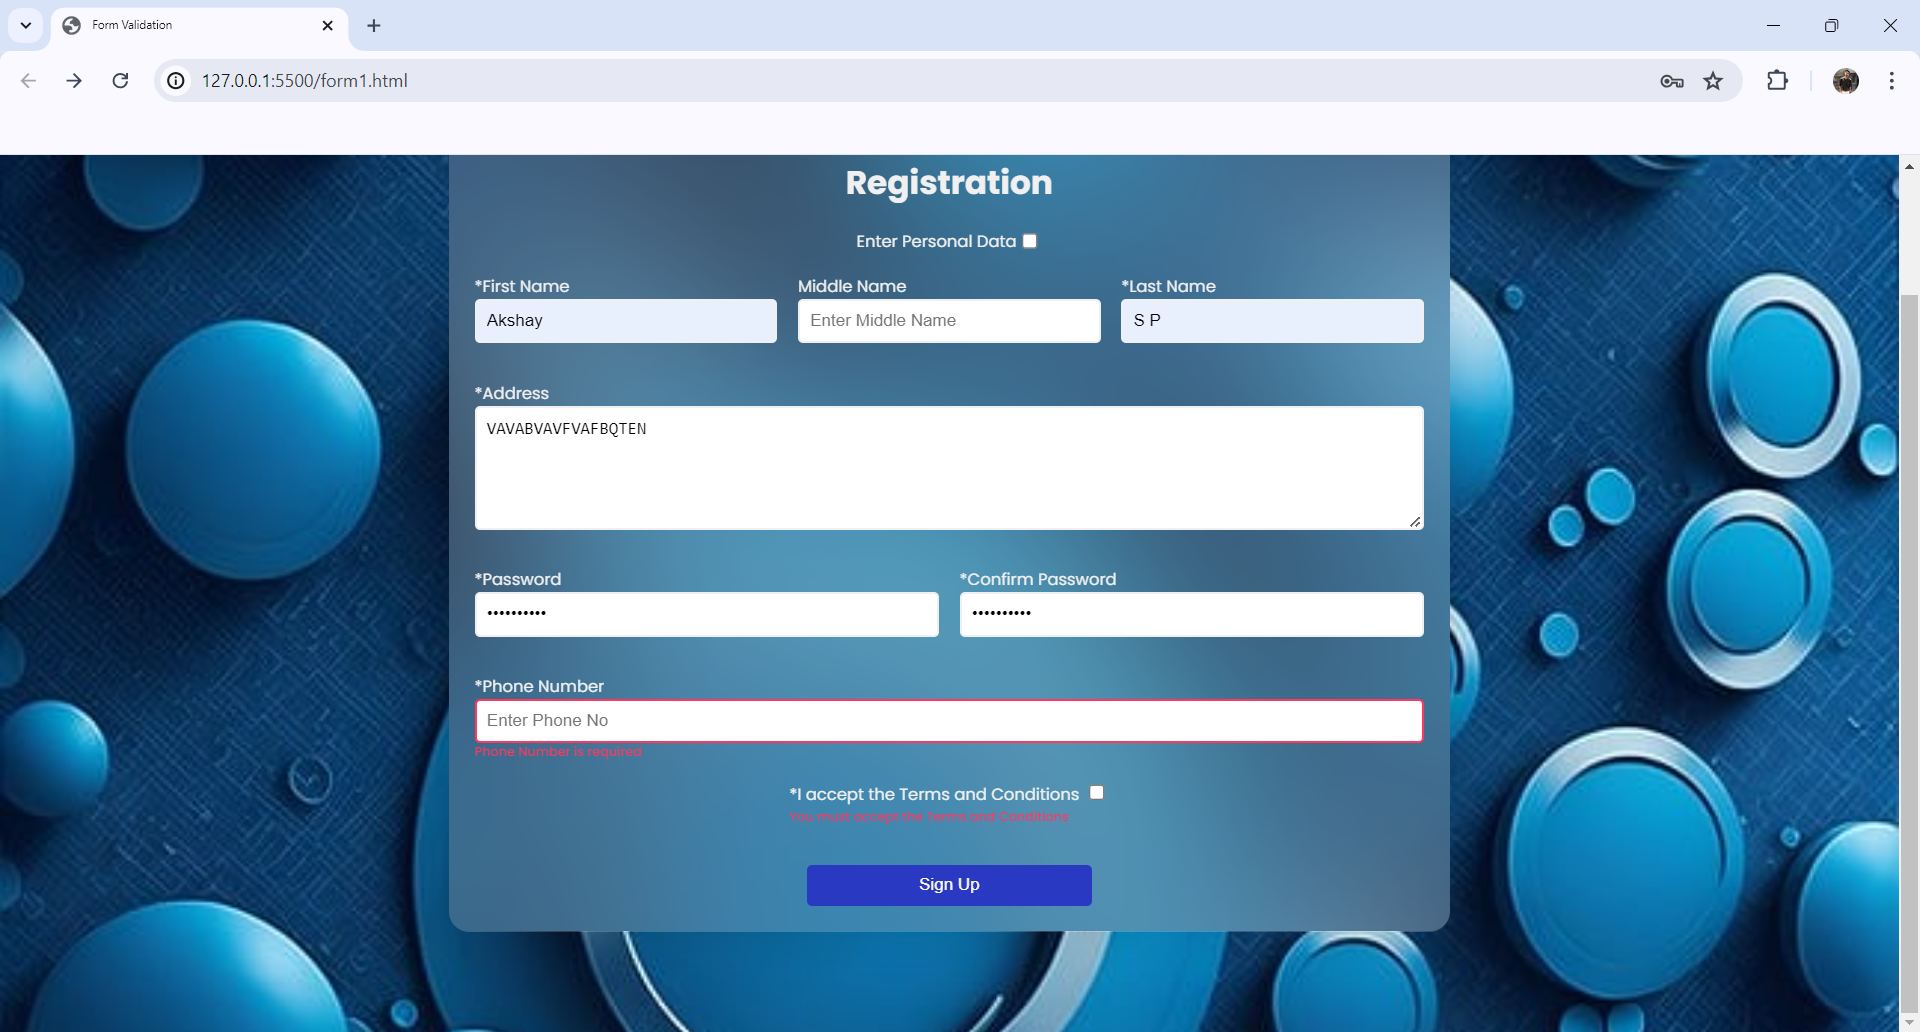 Form Validation
127.0.0.1:5500/form1.html
Registration
Enter Personal Data
*First Name
Middle Name
*Last Name
Akshay
Enter Middle Name
S P
*Address
VAVABVAVFVAFBQTEN
*Password
*Confirm Password
••••••••••
••••••••••
*Phone Number
Enter Phone No
Phone Number is required
*I accept the Terms and Conditions
You must accept the Terms and Conditions
Sign Up